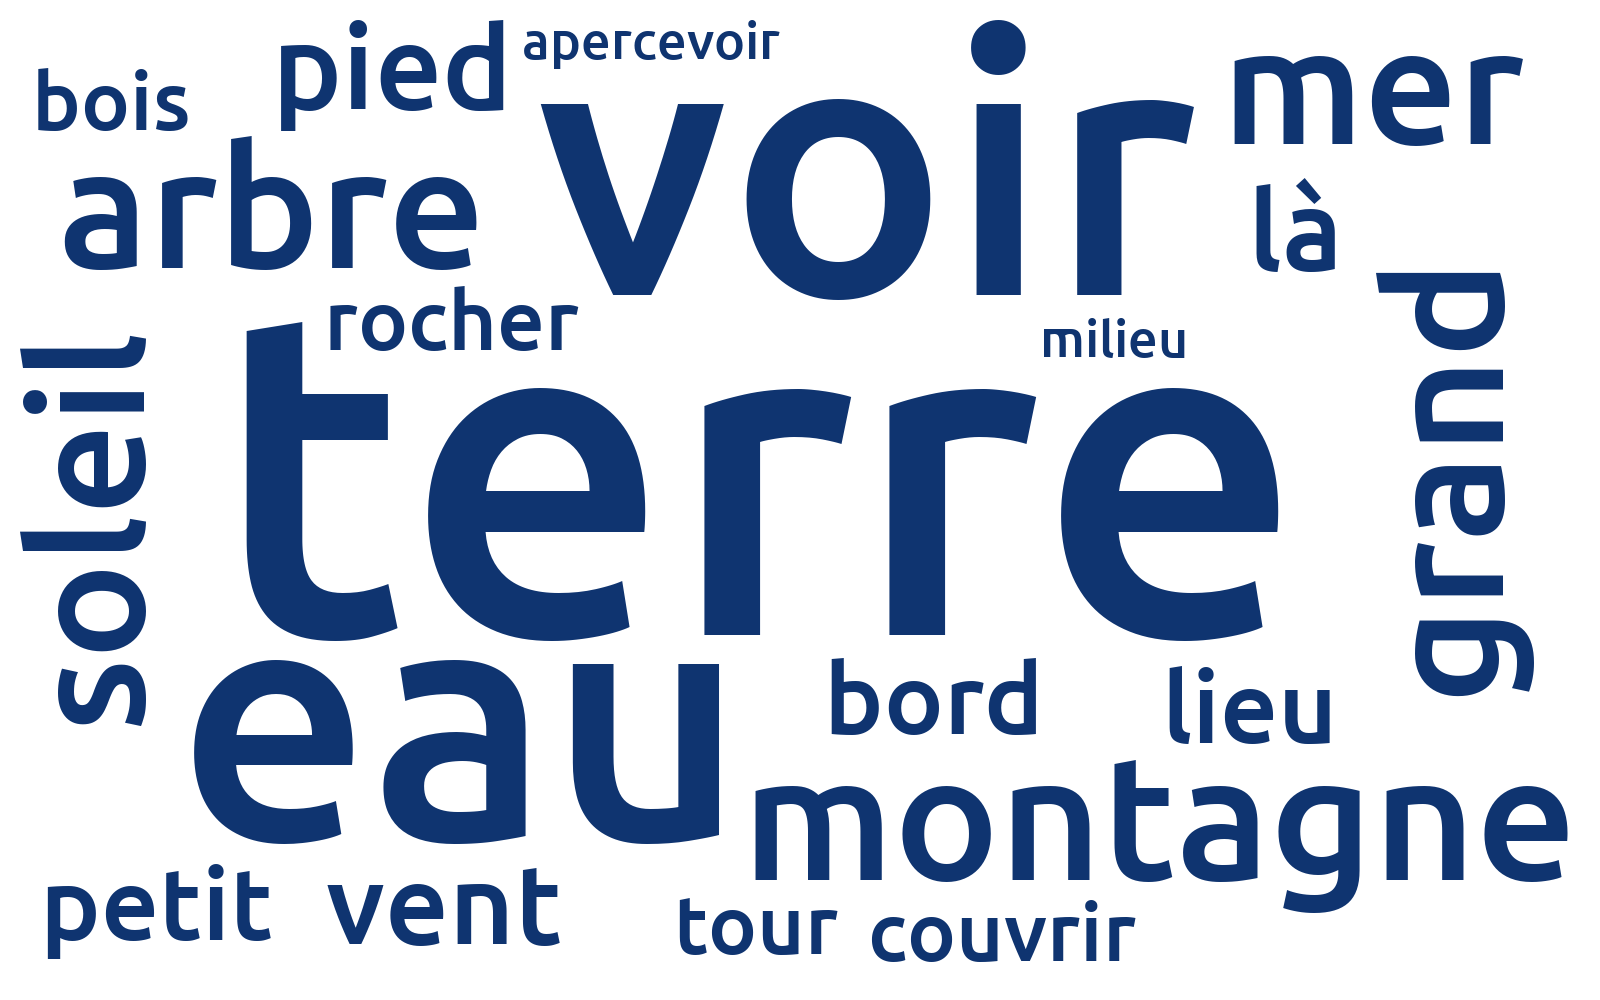 apercevoir
pied
bois
voir
mer
arbre
là
rocher
milieu
soleil
terre
grand
eau
bord
lieu
montagne
petit
vent
tour
couvrir